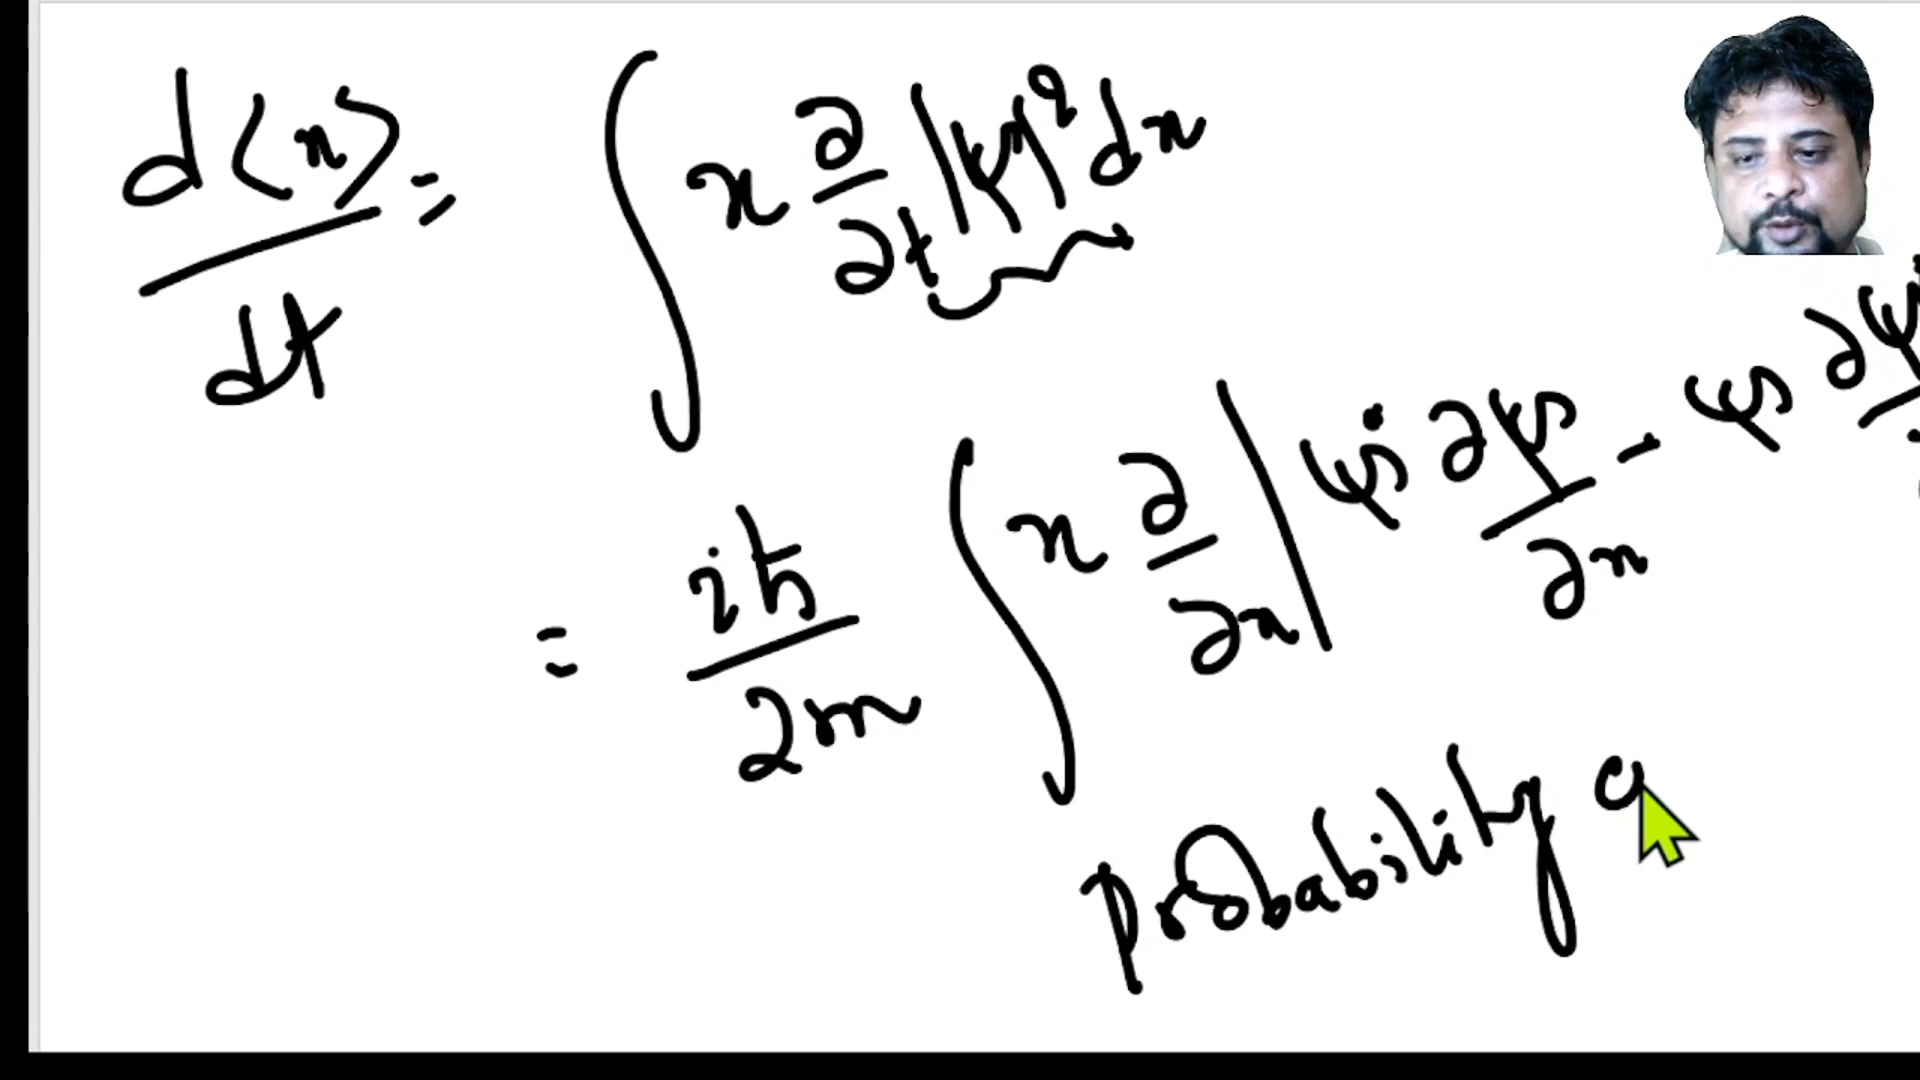 d⟨x⟩/dt = ∫ x ∂/∂t |ψ|² dx
= iħ/2m ∫ x ∂/∂x | ψ* ∂ψ/∂x - ψ ∂ψ
Probability c